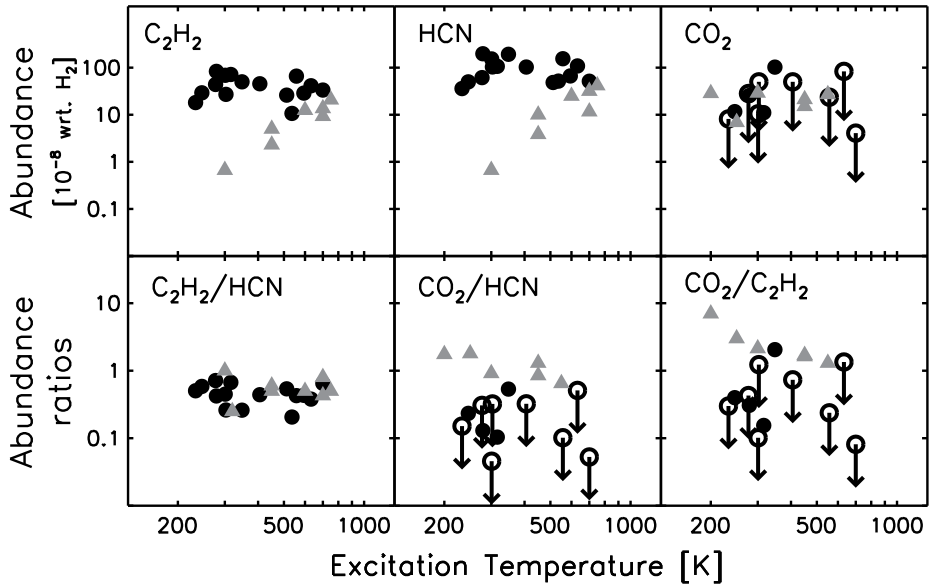 C₂H₂
HCN
CO₂
Abundance
[10⁻⁸ wrt. H₂]
100
10
1
0.1
C₂H₂/HCN
CO₂/HCN
CO₂/C₂H₂
Abundance
ratios
10
1
0.1
200 500 1000 200 500 1000 200 500 1000
Excitation Temperature [K]